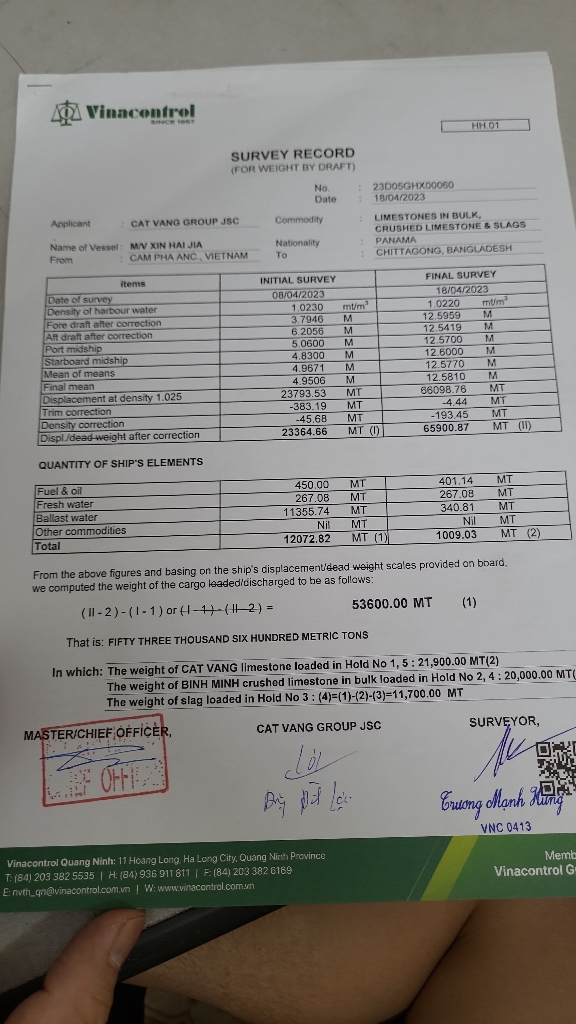 Vinacontrol
SINCE 1957
HH.01
SURVEY RECORD
(FOR WEIGHT BY DRAFT)
No. : 23D05GHX00060
Date : 18/04/2023
Applicant : CAT VANG GROUP JSC Commodity : LIMESTONES IN BULK, CRUSHED LIMESTONE & SLAGS
Name of Vessel : M/V XIN HAI JIA Nationality : PANAMA
From : CAM PHA ANC., VIETNAM To : CHITTAGONG, BANGLADESH
Items INITIAL SURVEY FINAL SURVEY
Date of survey 08/04/2023 18/04/2023
Density of harbour water 1.0230 mt/m³ 1.0220 mt/m³
Fore draft after correction 3.7946 M 12.5959 M
Aft draft after correction 6.2056 M 12.5419 M
Port midship 5.0600 M 12.5700 M
Starboard midship 4.8300 M 12.6000 M
Mean of means 4.9671 M 12.5770 M
Final mean 4.9506 M 12.5810 M
Displacement at density 1.025 23793.53 MT 66098.76 MT
Trim correction -383.19 MT -4.44 MT
Density correction -45.68 MT -193.45 MT
Displ./dead weight after correction 23364.66 MT (I) 65900.87 MT (II)
QUANTITY OF SHIP'S ELEMENTS
Fuel & oil 450.00 MT 401.14 MT
Fresh water 267.08 MT 267.08 MT
Ballast water 11355.74 MT 340.81 MT
Other commodities Nil MT Nil MT
Total 12072.82 MT (1) 1009.03 MT (2)
From the above figures and basing on the ship's displacement/dead weight scales provided on board,
we computed the weight of the cargo loaded/discharged to be as follows:
( II - 2 ) - ( I - 1 ) or ( I - 1 ) - ( II - 2 ) = 53600.00 MT (1)
That is: FIFTY THREE THOUSAND SIX HUNDRED METRIC TONS
In which: The weight of CAT VANG limestone loaded in Hold No 1, 5 : 21,900.00 MT(2)
The weight of BINH MINH crushed limestone in bulk loaded in Hold No 2, 4 : 20,000.00 MT(
The weight of slag loaded in Hold No 3 : (4)=(1)-(2)-(3)=11,700.00 MT
MASTER/CHIEF OFFICER, CAT VANG GROUP JSC SURVEYOR,
Trương Mạnh Hùng
VNC 0413
Vinacontrol Quang Ninh: 11 Hoang Long, Ha Long City, Quang Ninh Province
T: (84) 203 382 5535 | H: (84) 936 911 811 | F: (84) 203 382 6169
E: nvth_qn@vinacontrol.com.vn | W: www.vinacontrol.com.vn
Memb
Vinacontrol G